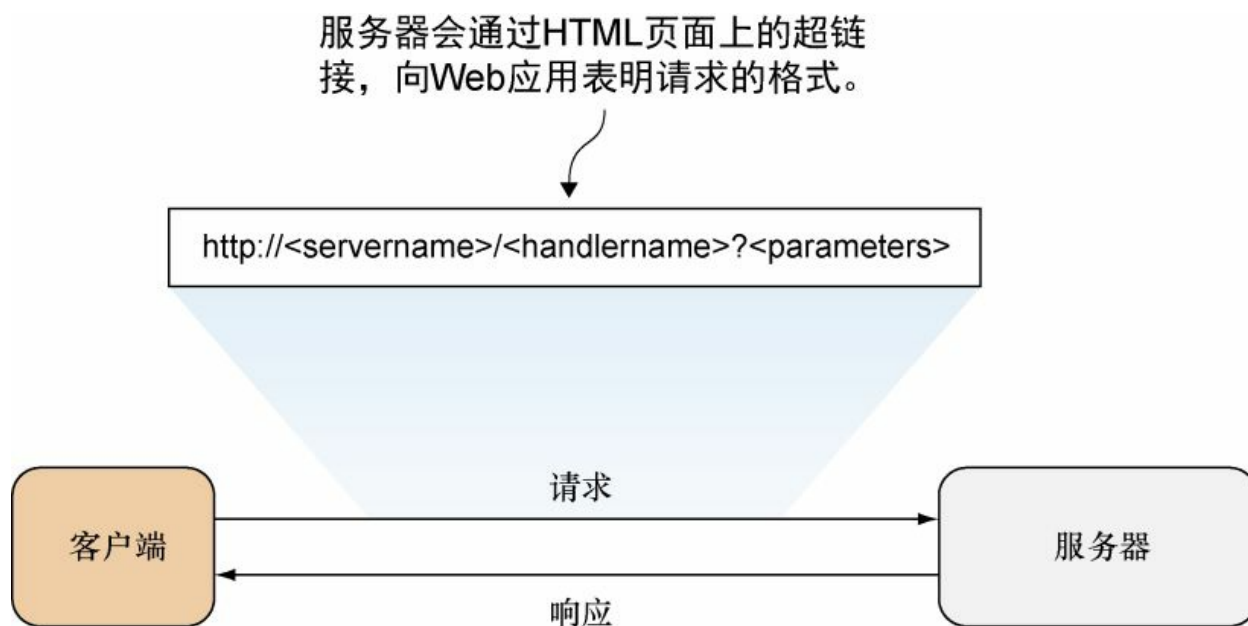 服务器会通过HTML页面上的超链
接，向Web应用表明请求的格式。
http://<servername>/<handlername>?<parameters>
请求
客户端
服务器
响应